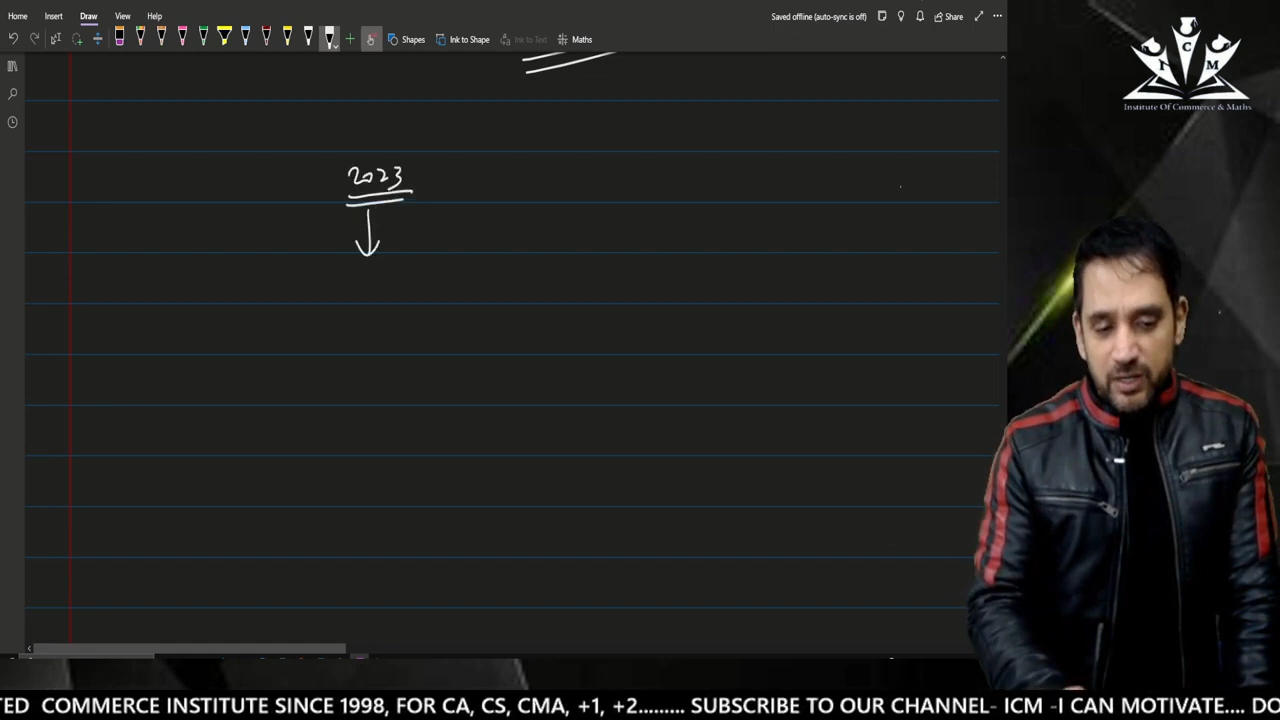 Home Insert Draw View Help Saved offline (auto-sync is off) Share
Shapes Ink to Shape Ink to Text Maths
I C M
Institute Of Commerce & Maths
2023
TED COMMERCE INSTITUTE SINCE 1998, FOR CA, CS, CMA, +1, +2......... SUBSCRIBE TO OUR CHANNEL- ICM -I CAN MOTIVATE.... DO